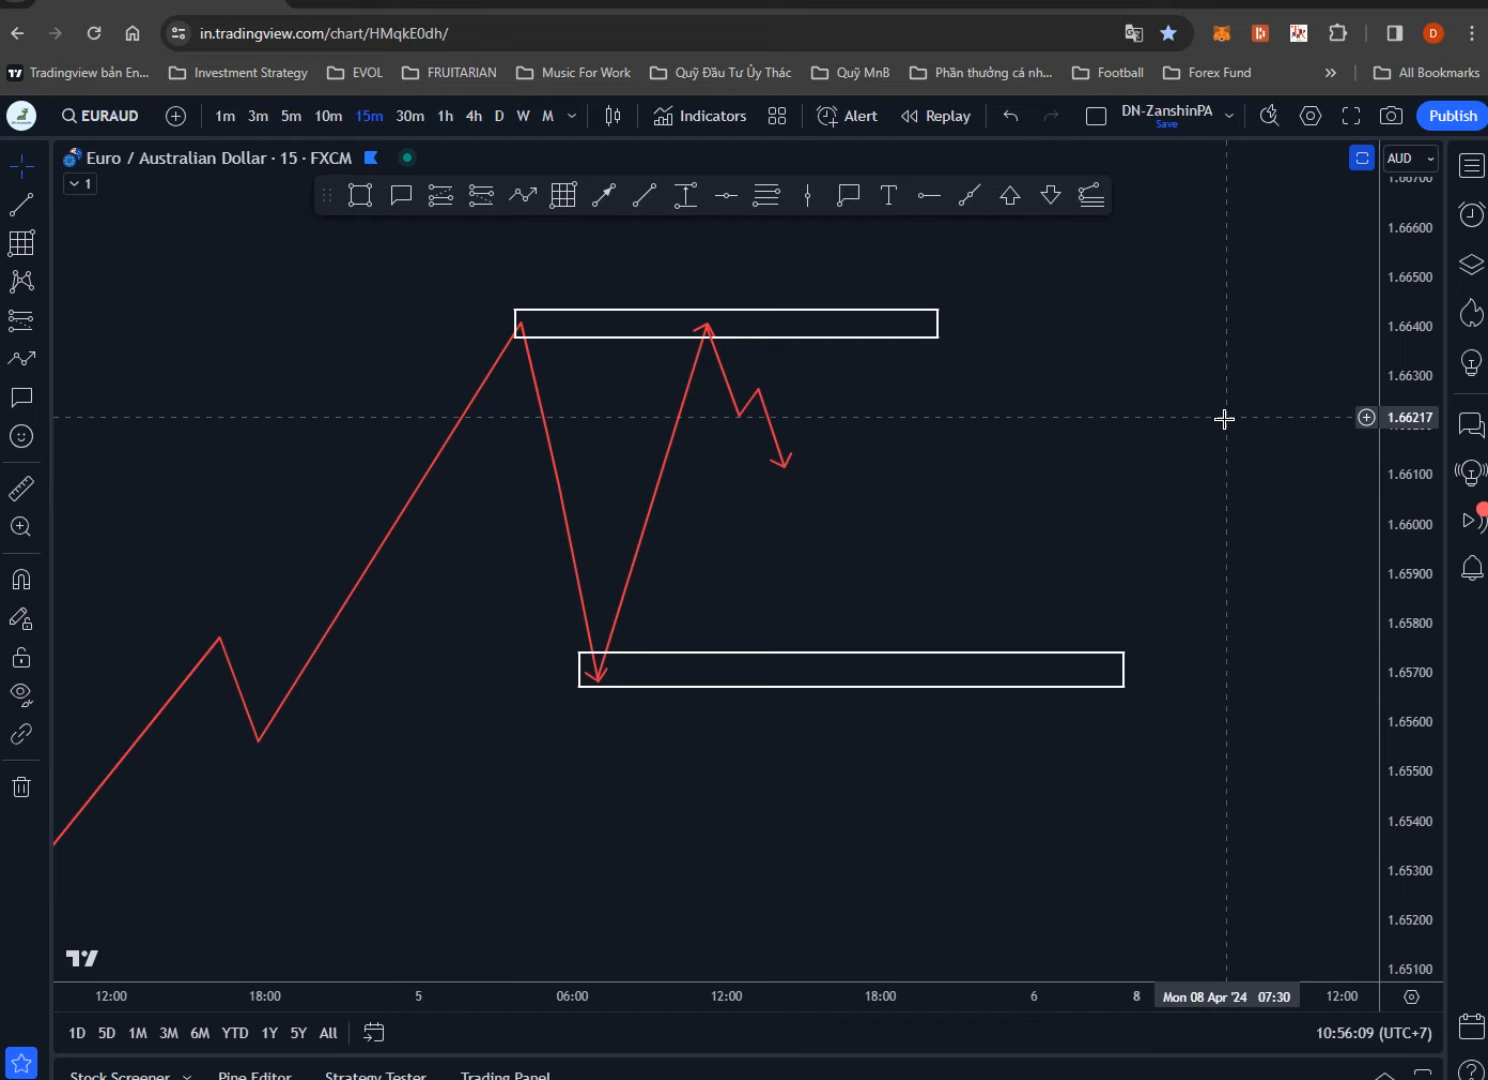 in.tradingview.com/chart/HMqkE0dh/
Tradingview bản En... Investment Strategy EVOL FRUITARIAN Music For Work Quỹ Đầu Tư Ủy Thác Quỹ MnB Phần thưởng cá nh... Football Forex Fund » All Bookmarks
EURAUD 1m 3m 5m 10m 15m 30m 1h 4h D W M Indicators Alert Replay DN-ZanshinPA Publish
Save
Euro / Australian Dollar · 15 · FXCM AUD
1
1.66600
1.66500
1.66400
1.66300
1.66217
1.66100
1.66000
1.65900
1.65800
1.65700
1.65600
1.65500
1.65400
1.65300
1.65200
1.65100
12:00 18:00 5 06:00 12:00 18:00 6 8 Mon 08 Apr '24 07:30 12:00
1D 5D 1M 3M 6M YTD 1Y 5Y All 10:56:09 (UTC+7)
Stock Screener Pine Editor Strategy Tester Trading Panel